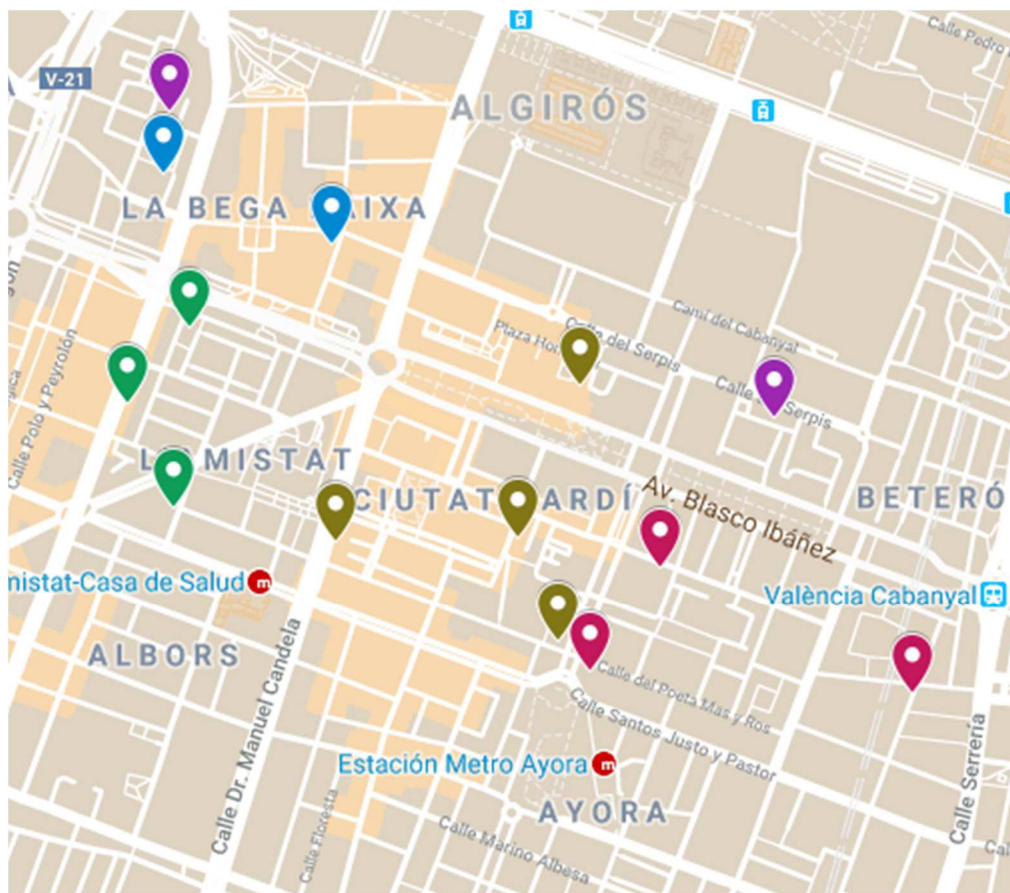 Calle Pedro
V-21
ALGIRÓS
LA BEGA AIXA
Calle Polo y Peyrolón
Plaza Hon
Calle del Serpis
Camí del Cabanyal
Calle Serpis
L MISTAT
CIUTAT ARDÍ
Av. Blasco Ibáñez
BETERÓ
mistat-Casa de Salud
m
València Cabanyal
ALBORS
Calle Dr. Manuel Candela
Calle del Poeta Mas y Ros
Calle Santos Justo y Pastor
Estación Metro Ayora
m
AYORA
Calle Serrería
Calle Floresta
Calle Marino Albesa
Cal